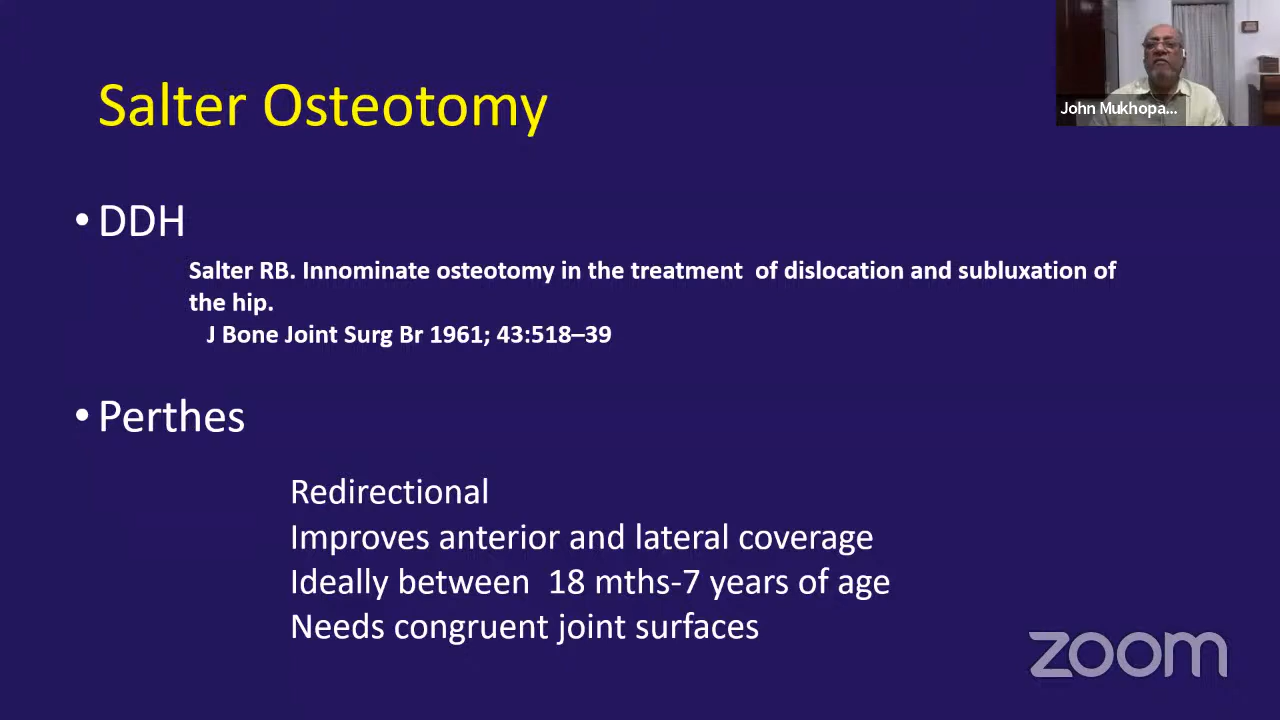 Salter Osteotomy
John Mukhopa...
• DDH
Salter RB. Innominate osteotomy in the treatment of dislocation and subluxation of
the hip.
J Bone Joint Surg Br 1961; 43:518–39
• Perthes
Redirectional
Improves anterior and lateral coverage
Ideally between 18 mths-7 years of age
Needs congruent joint surfaces
zoom